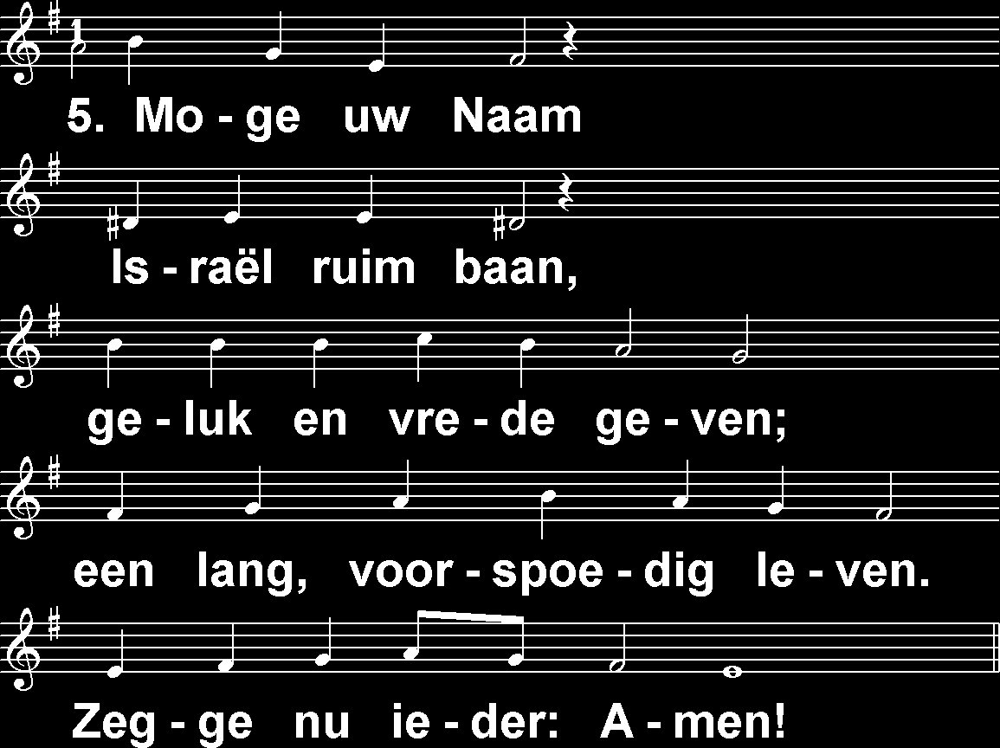 1
5. Mo - ge uw Naam
Is - raël ruim baan,
ge - luk en vre - de ge - ven;
een lang, voor - spoe - dig le - ven.
Zeg - ge nu ie - der: A - men!